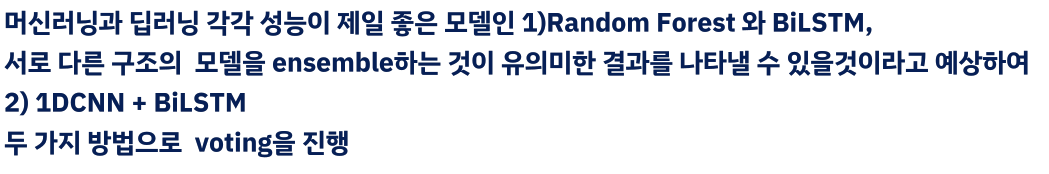 머신러닝과 딥러닝 각각 성능이 제일 좋은 모델인 1)Random Forest 와 BiLSTM,
서로 다른 구조의  모델을 ensemble하는 것이 유의미한 결과를 나타낼 수 있을것이라고 예상하여
2) 1DCNN + BiLSTM
두 가지 방법으로  voting을 진행